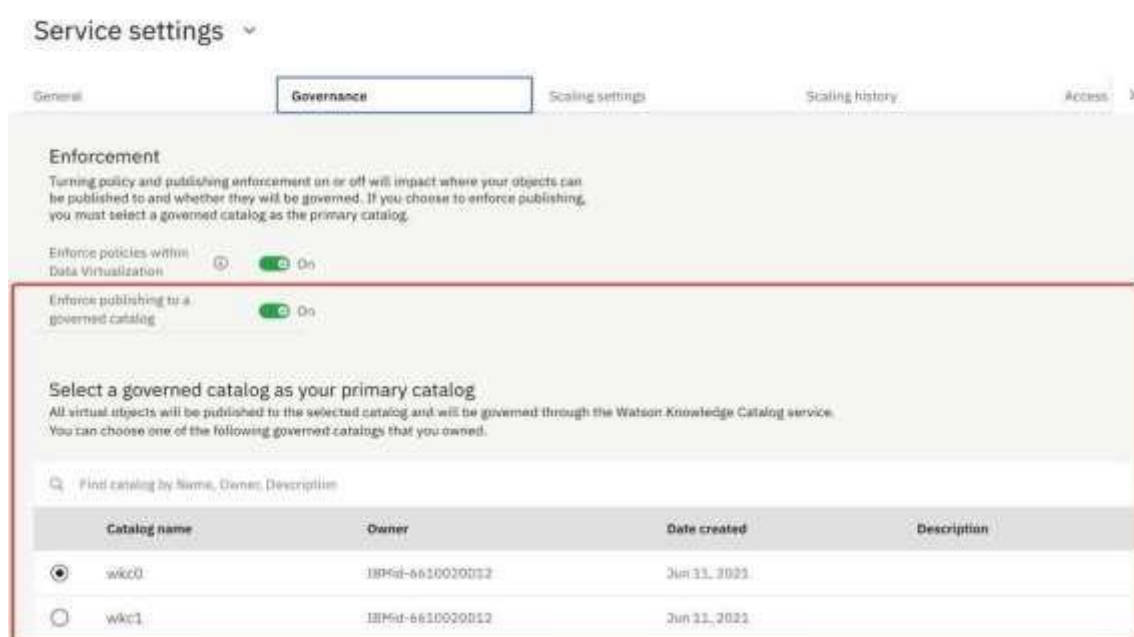 Service settings
General Governance Scaling settings Scaling history Access
Enforcement
Turning policy and publishing enforcement on or off will impact where your objects can
be published to and whether they will be governed. If you choose to enforce publishing,
you must select a governed catalog as the primary catalog.
Enforce policies within
Data Virtualization
On
Enforce publishing to a
governed catalog
On
Select a governed catalog as your primary catalog
All virtual objects will be published to the selected catalog and will be governed through the Watson Knowledge Catalog service.
You can choose one of the following governed catalogs that you owned.
Find catalog by Name, Owner, Description
Catalog name Owner Date created Description
wkc0 IBMid-6610020012 Jun 11, 2021
wkc1 IBMid-6610020012 Jun 11, 2021